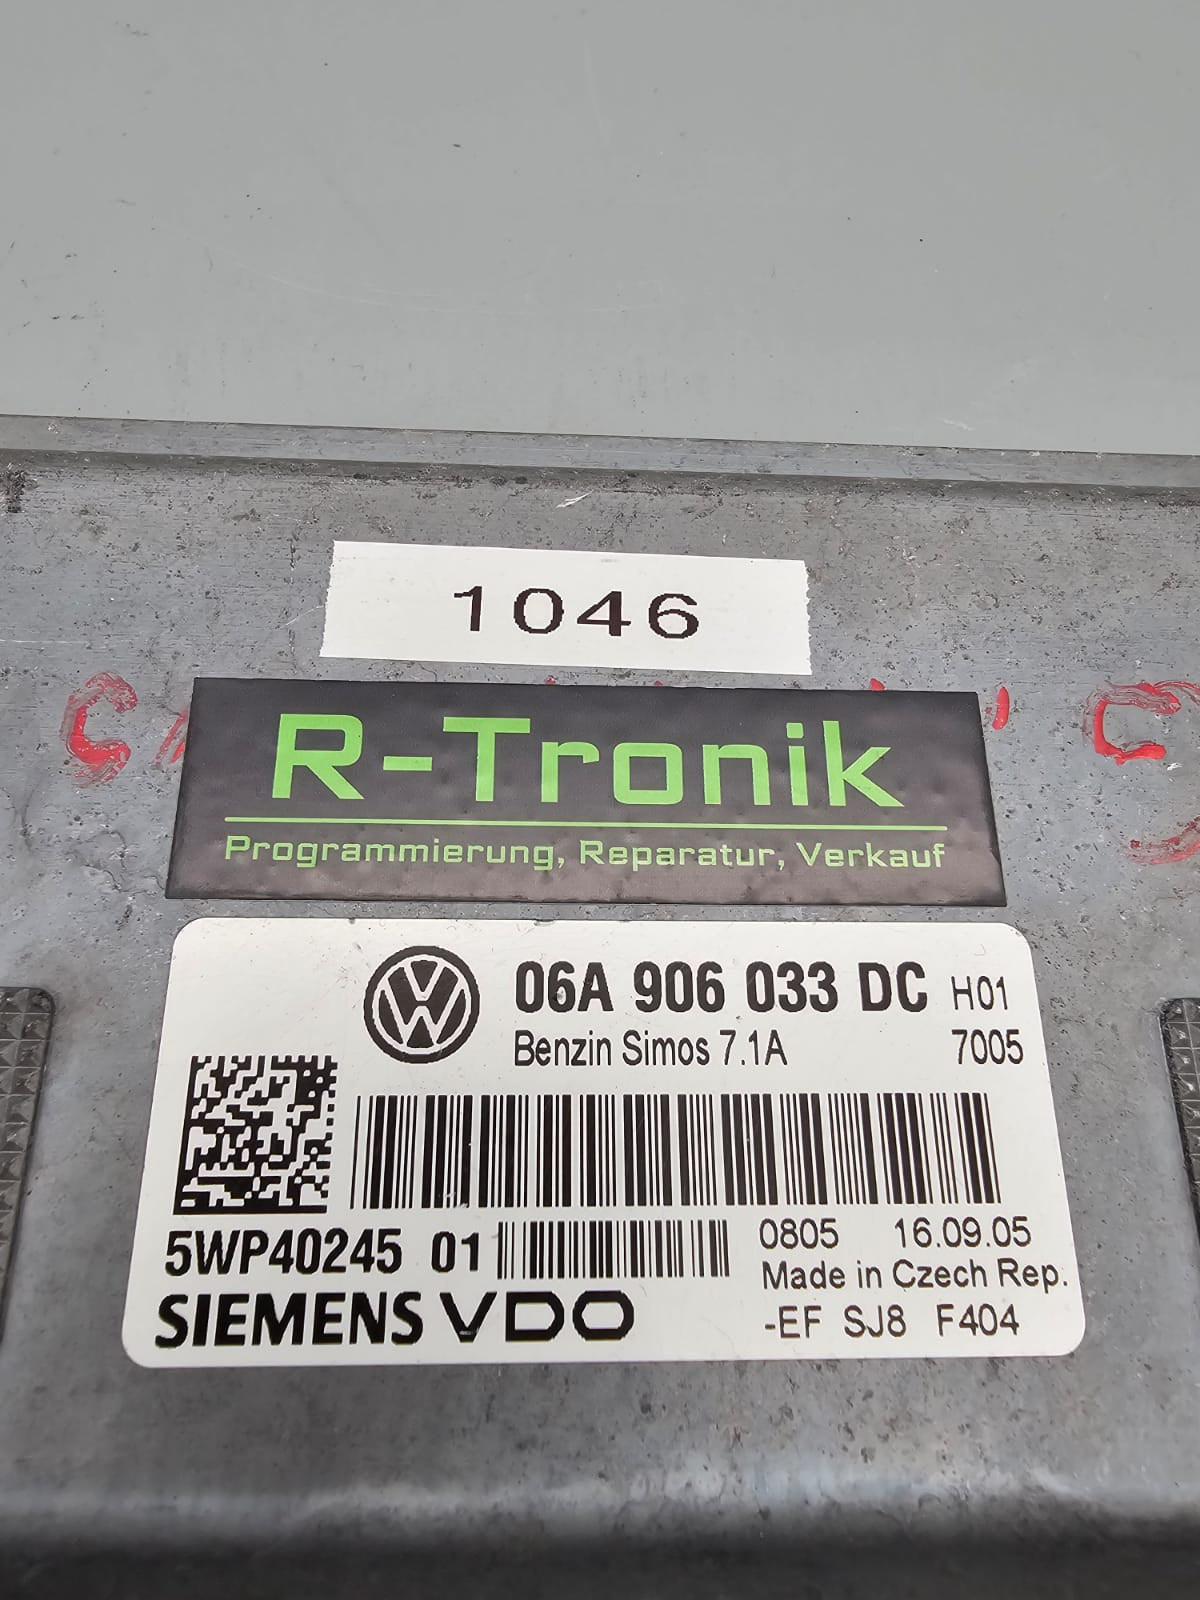 1046
R-Tronik
Programmierung, Reparatur, Verkauf
06A 906 033 DC H01
Benzin Simos 7.1A 7005
5WP40245 01 0805 16.09.05
Made in Czech Rep.
SIEMENS VDO -EF SJ8 F404